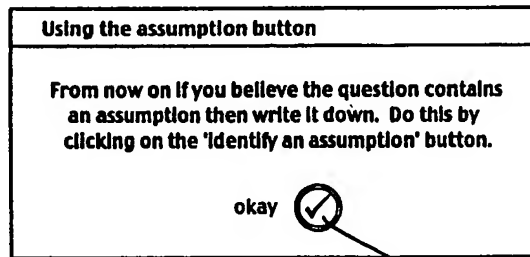 Using the assumption button
From now on if you believe the question contains
an assumption then write it down. Do this by
clicking on the 'Identify an assumption' button.
okay